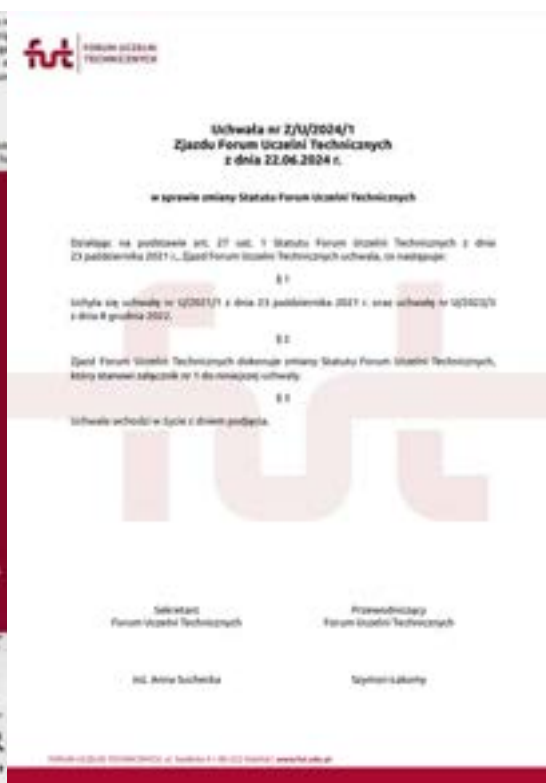 fut
FORUM UCZELNI
TECHNICZNYCH
Uchwała nr Z/U/2024/1
Zjazdu Forum Uczelni Technicznych
z dnia 22.06.2024 r.
w sprawie zmiany Statutu Forum Uczelni Technicznych
Działając na podstawie art. 27 ust. 1 Statutu Forum Uczelni Technicznych z dnia
23 października 2021 r., Zjazd Forum Uczelni Technicznych uchwala, co następuje:
§ 1
Uchyla się uchwałę nr U/2021/1 z dnia 23 października 2021 r. oraz uchwałę nr
z dnia 8 grudnia 2022.
§ 2
Zjazd Forum Uczelni Technicznych dokonuje zmiany Statutu Forum Uczelni Technicznych,
który stanowi załącznik nr 1 do niniejszej uchwały.
§ 3
Uchwała wchodzi w życie z dniem podjęcia.
fut
Sekretarz
Forum Uczelni Technicznych
Przewodniczący
Forum Uczelni Technicznych
inż. Anna Suchecka
Szymon Łakomy
FORUM UCZELNI TECHNICZNYCH www.fut.edu.pl